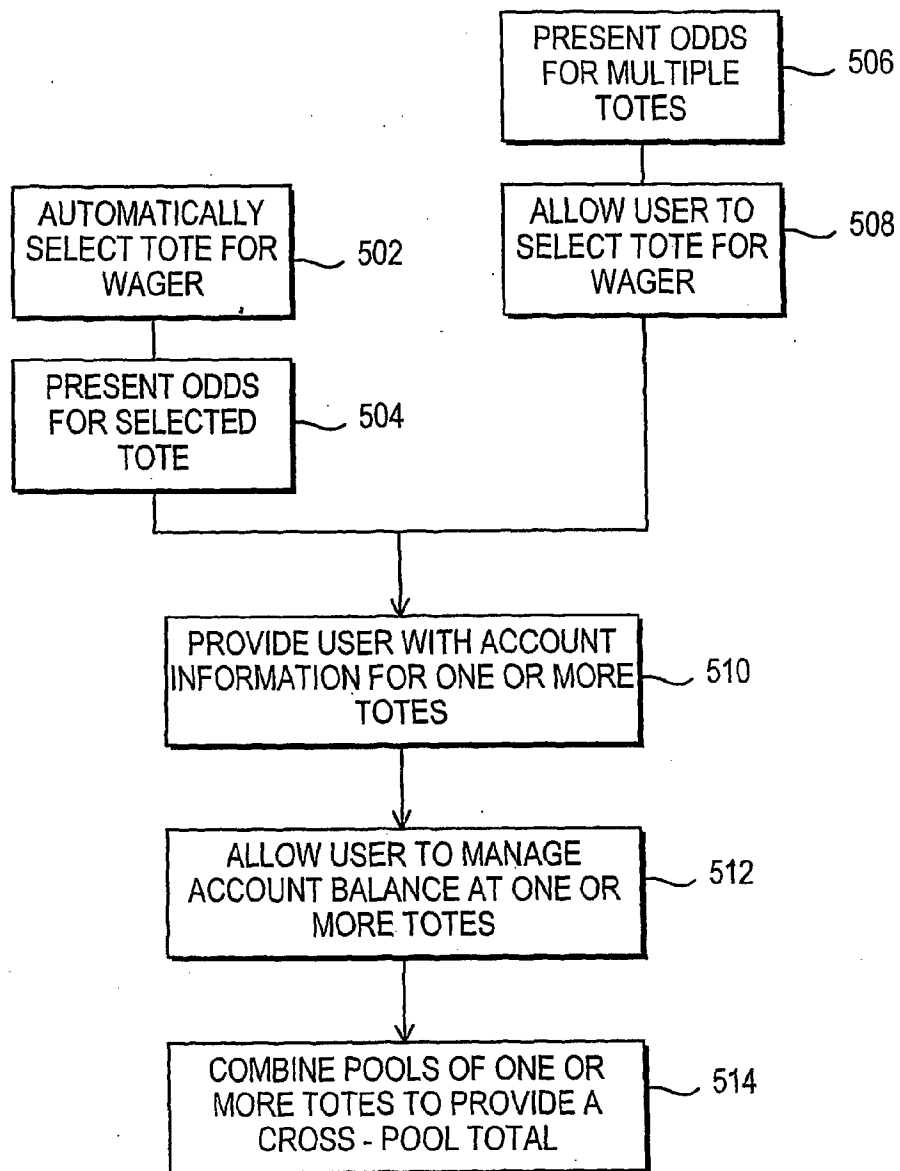 PRESENT ODDS
FOR MULTIPLE
TOTES
506
AUTOMATICALLY
SELECT TOTE FOR
WAGER
502
ALLOW USER TO
SELECT TOTE FOR
WAGER
508
PRESENT ODDS
FOR SELECTED
TOTE
504
PROVIDE USER WITH ACCOUNT
INFORMATION FOR ONE OR MORE
TOTES
510
ALLOW USER TO MANAGE
ACCOUNT BALANCE AT ONE OR
MORE TOTES
512
COMBINE POOLS OF ONE OR
MORE TOTES TO PROVIDE A
CROSS - POOL TOTAL
514